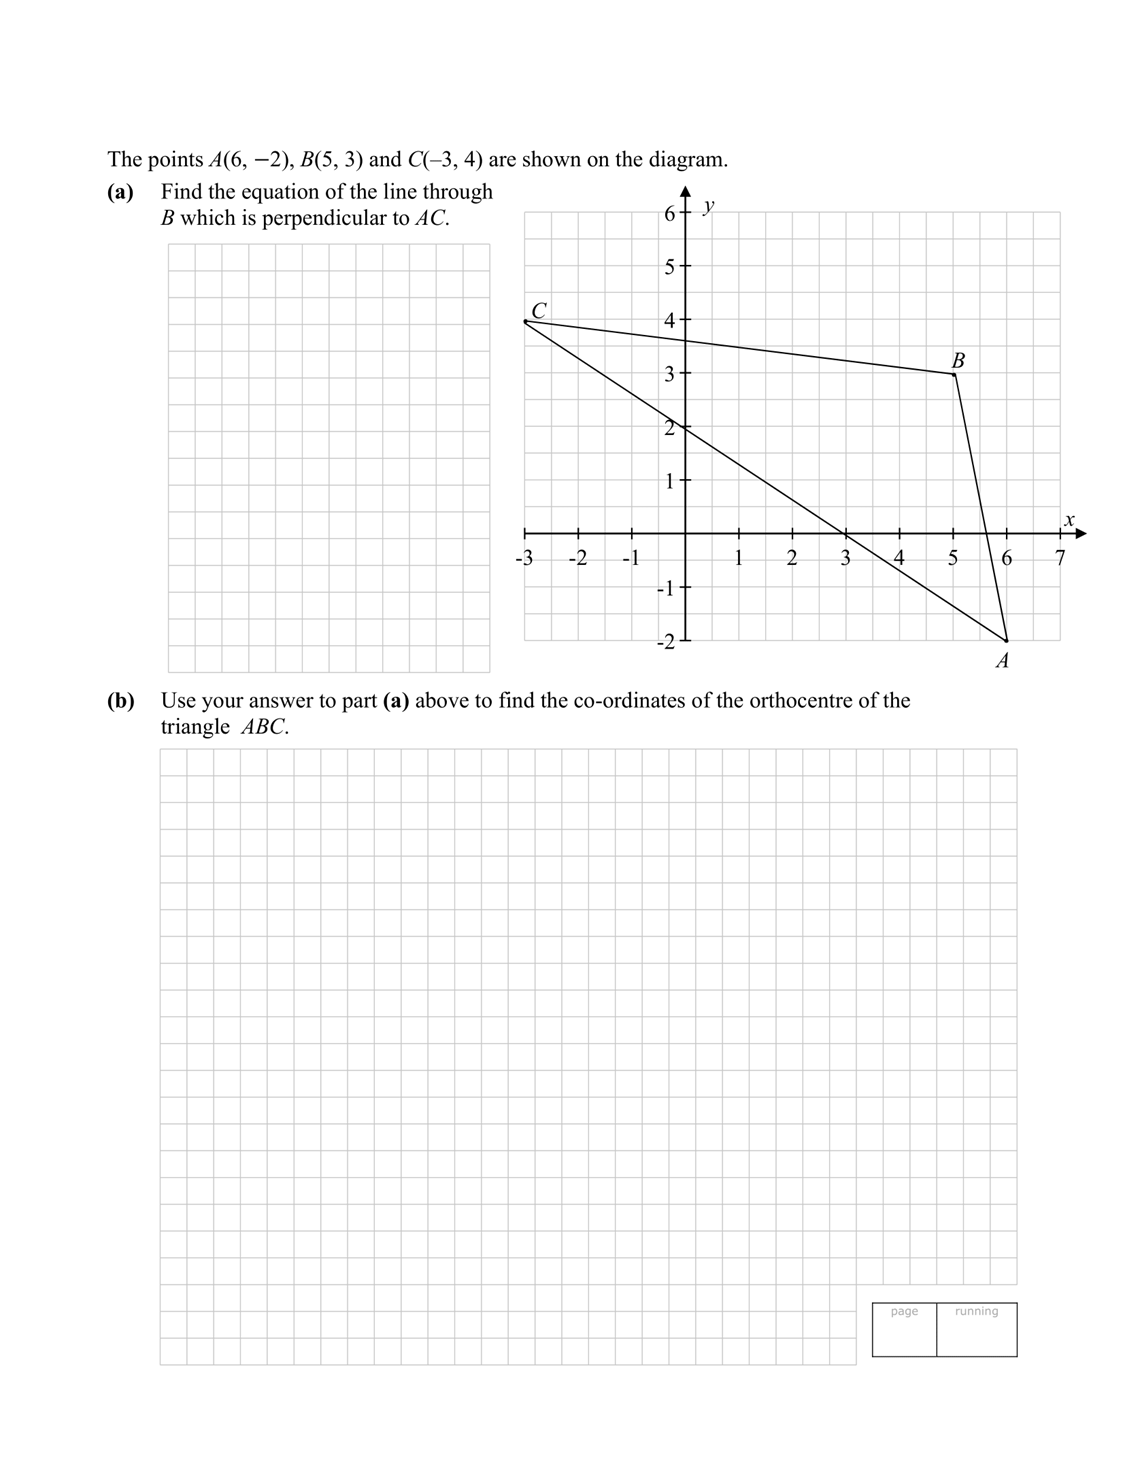 The points A(6, −2), B(5, 3) and C(–3, 4) are shown on the diagram.
(a) Find the equation of the line through
B which is perpendicular to AC.
6 y
5
C
4
B
3
2
1
x
-3 -2 -1 1 2 3 4 5 6 7
-1
-2
A
(b) Use your answer to part (a) above to find the co-ordinates of the orthocentre of the
triangle ABC.
page running